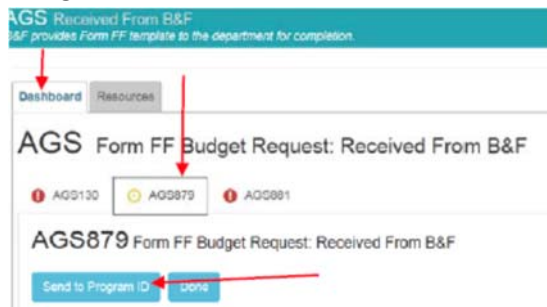 AGS Received From B&F
B&F provides Form FF template to the department for completion.
Dashboard Resources
AGS Form FF Budget Request: Received From B&F
AGS130 AGS879 AGS881
AGS879 Form FF Budget Request: Received From B&F
Send to Program ID Done